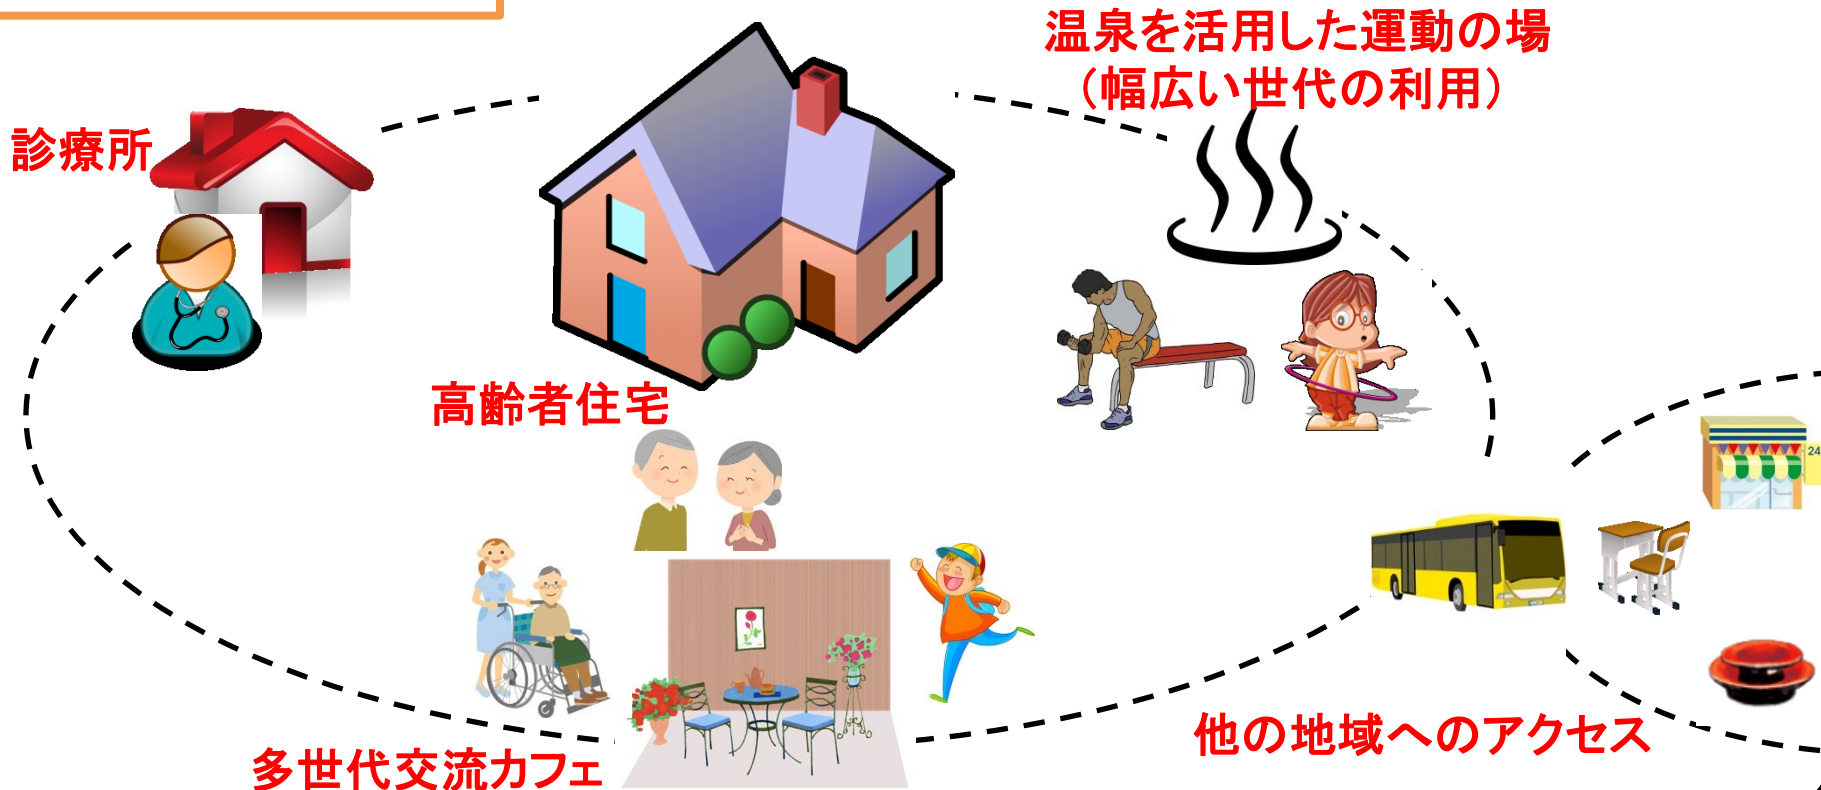 温泉を活用した運動の場
（幅広い世代の利用）
診療所
高齢者住宅
24
他の地域へのアクセス
多世代交流カフェ